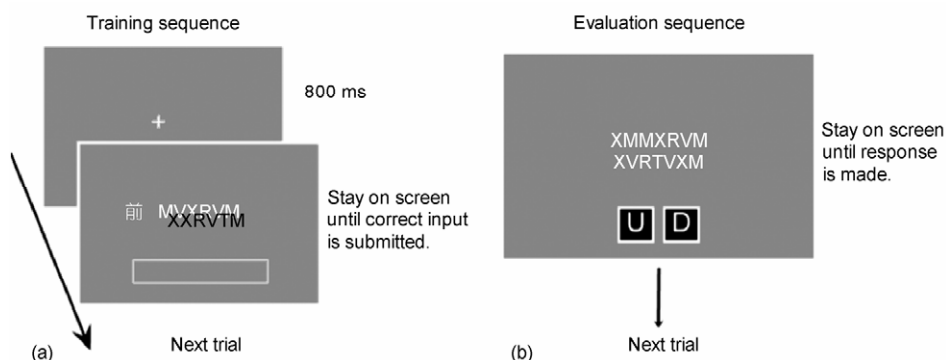 Training sequence
800 ms
前 MVXRVM
XXRVTM
Stay on screen
until correct input
is submitted.
Next trial
(a)
Evaluation sequence
XMMXRVM
XVRTVXM
U D
Stay on screen
until response
is made.
Next trial
(b)